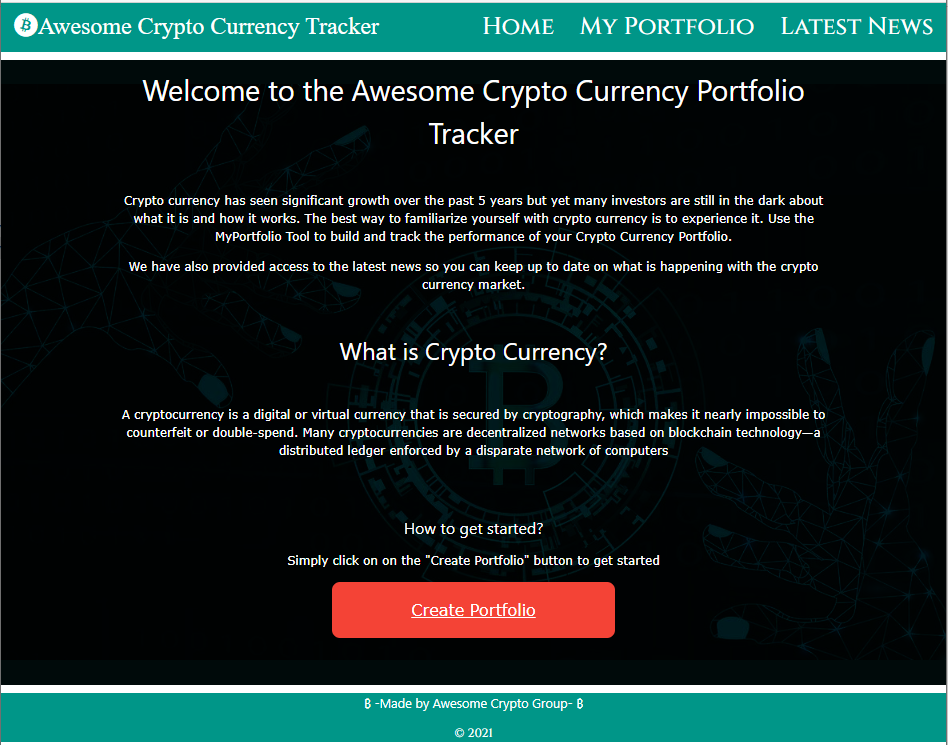 Awesome Crypto Currency Tracker
Home My Portfolio Latest News
Welcome to the Awesome Crypto Currency Portfolio
Tracker
Crypto currency has seen significant growth over the past 5 years but yet many investors are still in the dark about
what it is and how it works. The best way to familiarize yourself with crypto currency is to experience it. Use the
MyPortfolio Tool to build and track the performance of your Crypto Currency Portfolio.
We have also provided access to the latest news so you can keep up to date on what is happening with the crypto
currency market.
What is Crypto Currency?
A cryptocurrency is a digital or virtual currency that is secured by cryptography, which makes it nearly impossible to
counterfeit or double-spend. Many cryptocurrencies are decentralized networks based on blockchain technology—a
distributed ledger enforced by a disparate network of computers
How to get started?
Simply click on on the "Create Portfolio" button to get started
Create Portfolio
₿ -Made by Awesome Crypto Group- ₿
© 2021